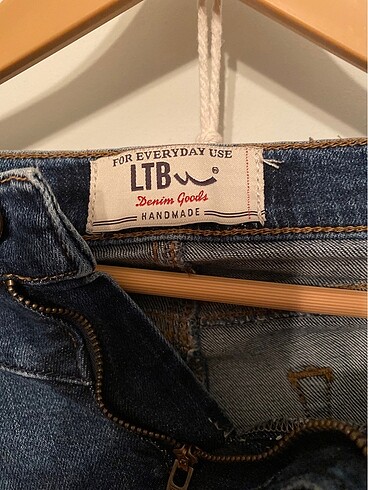 FOR EVERYDAY USE
LTB ®
Denim Goods
HANDMADE